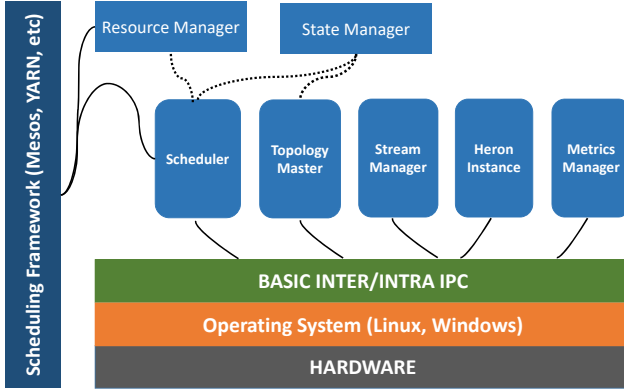 Scheduling Framework (Mesos, YARN, etc)
Resource Manager
State Manager
Scheduler
Topology
Master
Stream
Manager
Heron
Instance
Metrics
Manager
BASIC INTER/INTRA IPC
Operating System (Linux, Windows)
HARDWARE